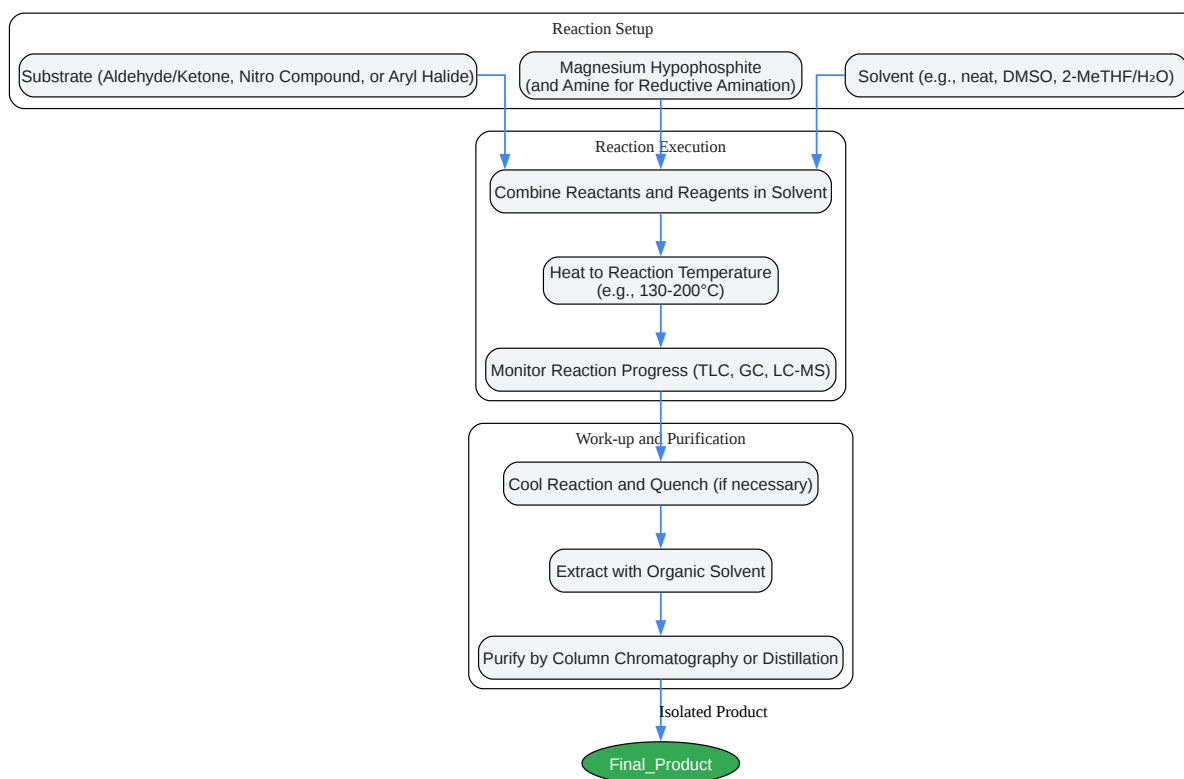 Reaction Setup
Substrate (Aldehyde/Ketone, Nitro Compound, or Aryl Halide)
Magnesium Hypophosphite
(and Amine for Reductive Amination)
Solvent (e.g., neat, DMSO, 2-MeTHF/H₂O)
Reaction Execution
Combine Reactants and Reagents in Solvent
Heat to Reaction Temperature
(e.g., 130-200°C)
Monitor Reaction Progress (TLC, GC, LC-MS)
Work-up and Purification
Cool Reaction and Quench (if necessary)
Extract with Organic Solvent
Purify by Column Chromatography or Distillation
Isolated Product
Final_Product